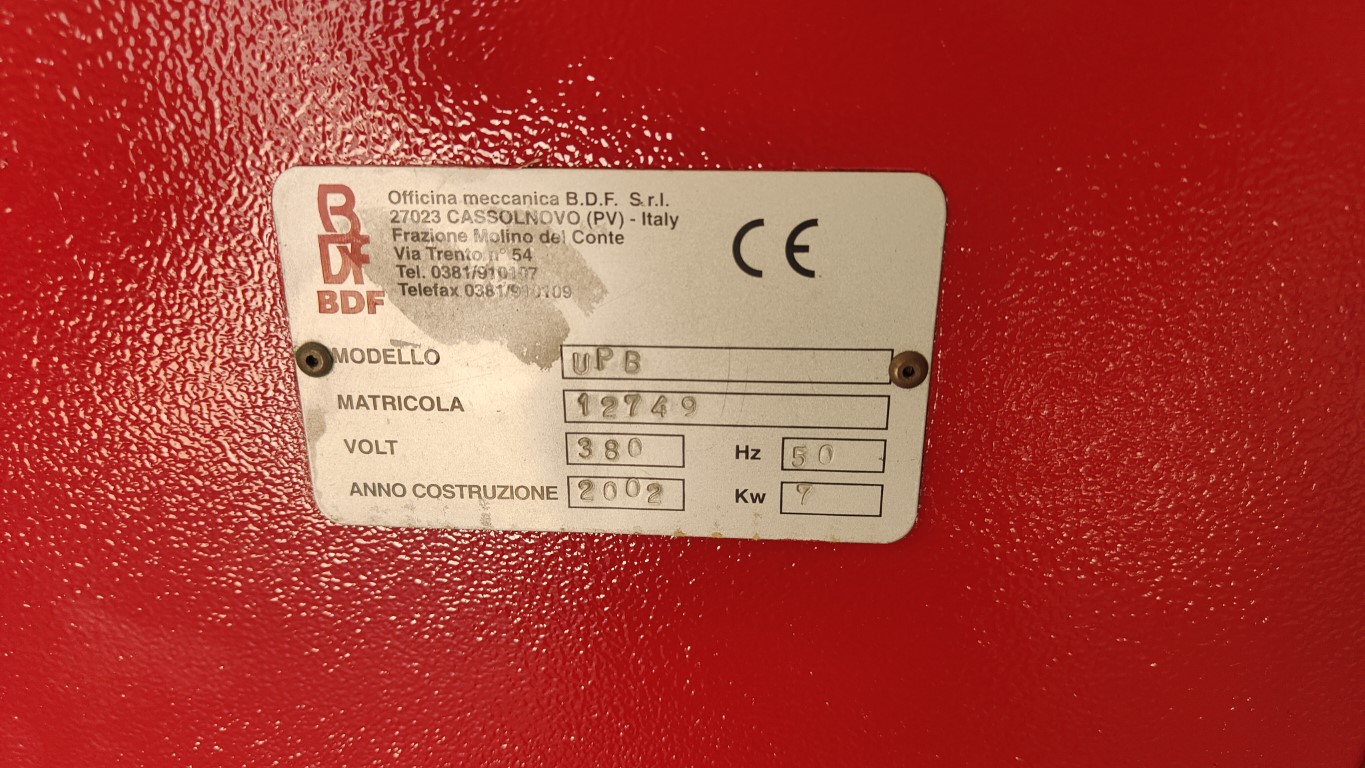 BDF
BDF
Officina meccanica B.D.F. S.r.l.
27023 CASSOLNOVO (PV) - Italy
Frazione Molino del Conte
Via Trento n° 54
Tel. 0381/910107
Telefax 0381/910109
CE
MODELLO UPB
MATRICOLA 12749
VOLT 380 Hz 50
ANNO COSTRUZIONE 2002 Kw 7